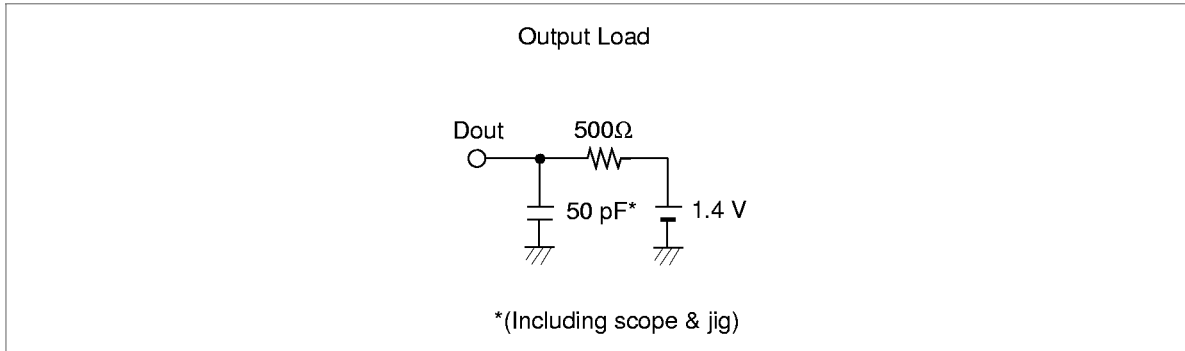 Output Load
Dout
500Ω
50 pF*
1.4 V
*(Including scope & jig)